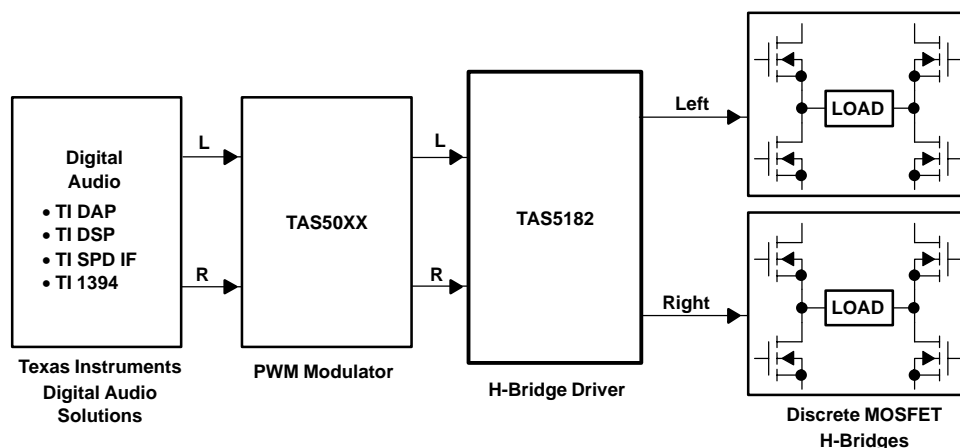 Digital
Audio
• TI DAP
• TI DSP
• TI SPD IF
• TI 1394
Texas Instruments
Digital Audio
Solutions
L
R
TAS50XX
PWM Modulator
L
R
TAS5182
H-Bridge Driver
Left
Right
LOAD
LOAD
Discrete MOSFET
H-Bridges